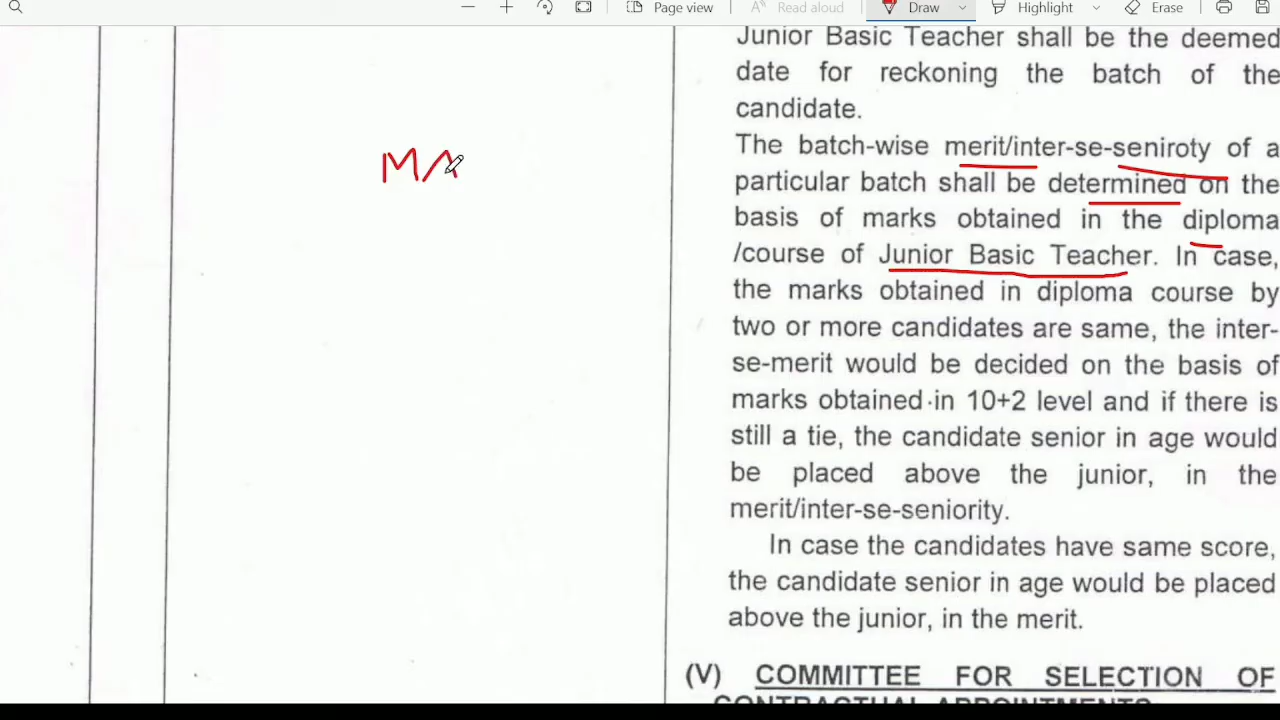 Page view Read aloud Draw Highlight Erase
Junior Basic Teacher shall be the deemed
date for reckoning the batch of the
candidate.
The batch-wise merit/inter-se-seniroty of a
particular batch shall be determined on the
basis of marks obtained in the diploma
/course of Junior Basic Teacher. In case,
the marks obtained in diploma course by
two or more candidates are same, the inter-
se-merit would be decided on the basis of
marks obtained in 10+2 level and if there is
still a tie, the candidate senior in age would
be placed above the junior, in the
merit/inter-se-seniority.
In case the candidates have same score,
the candidate senior in age would be placed
above the junior, in the merit.
(V) COMMITTEE FOR SELECTION OF
CONTRACTUAL APPOINTMENTS
MA